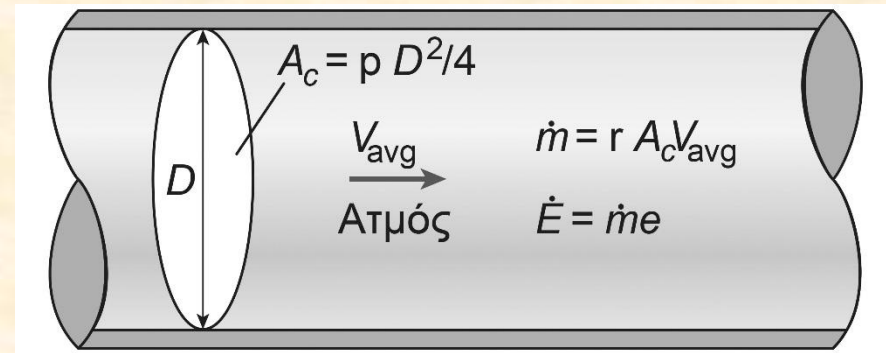 A_c = p D²/4
D
V_avg
Ατμός
ṁ = r A_cV_avg
Ė = ṁe